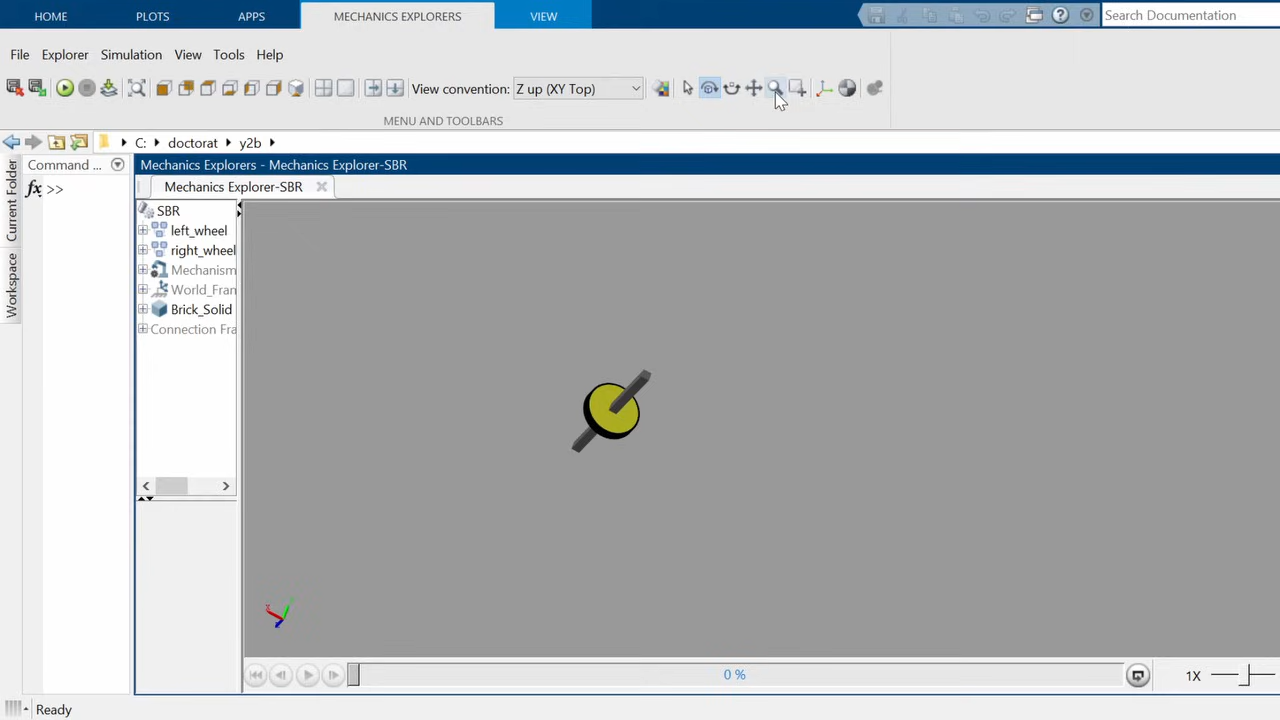 HOME PLOTS APPS MECHANICS EXPLORERS VIEW Search Documentation
File Explorer Simulation View Tools Help
View convention: Z up (XY Top)
MENU AND TOOLBARS
C: doctorat y2b
Command ... Mechanics Explorers - Mechanics Explorer-SBR
Current Folder
Workspace
fx >>
Mechanics Explorer-SBR
SBR
left_wheel
right_wheel
Mechanism
World_Fran
Brick_Solid
Connection Fra
x
0 % 1X
Ready